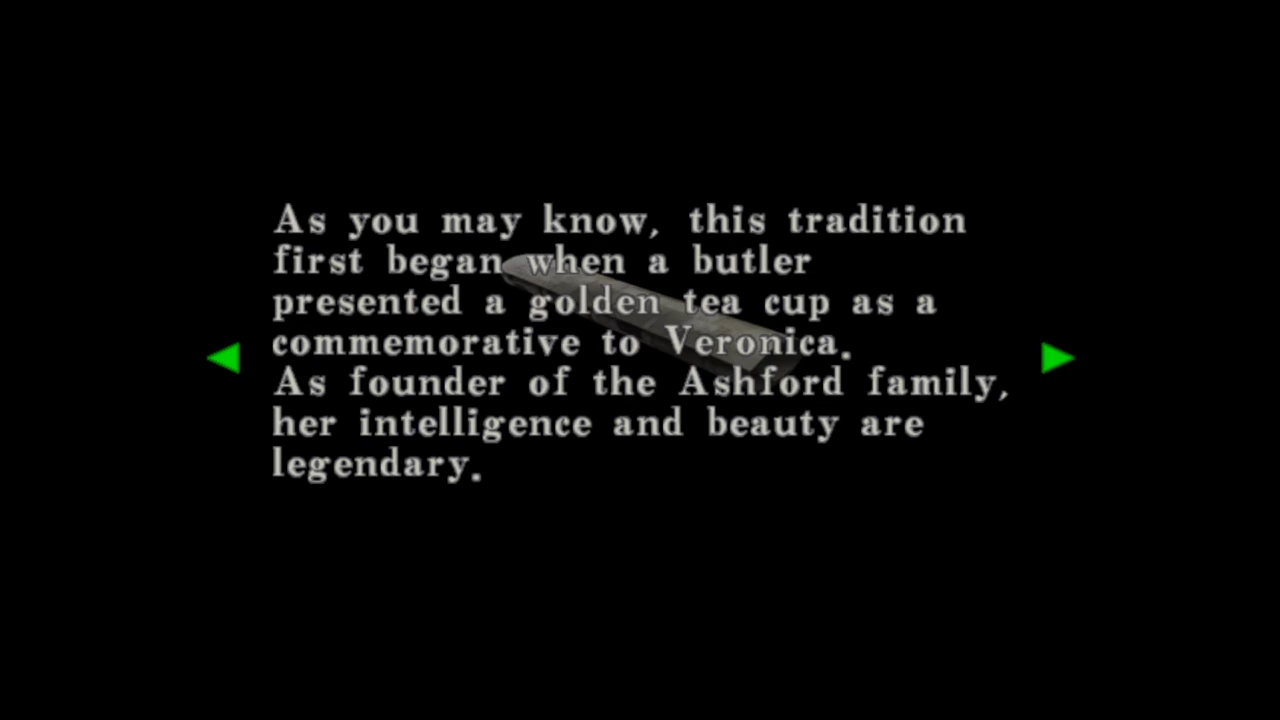 As you may know, this tradition
first began when a butler
presented a golden tea cup as a
commemorative to Veronica.
As founder of the Ashford family,
her intelligence and beauty are
legendary.